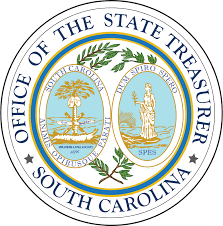 OFFICE OF THE STATE TREASURER
SOUTH CAROLINA
SOUTH CAROLINA
ANIMIS OPIBUSQUE PARATI
DUM SPIRO SPERO
SPES